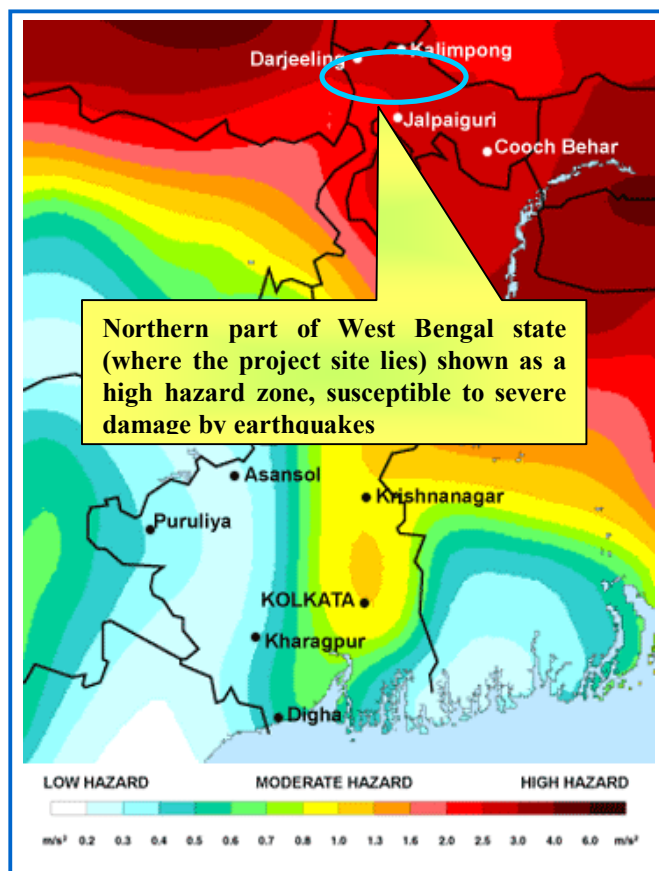 Kalimpong
Darjeeling
Jalpaiguri
Cooch Behar
Northern part of West Bengal state
(where the project site lies) shown as a
high hazard zone, susceptible to severe
damage by earthquakes
Asansol
Krishnanagar
Puruliya
KOLKATA
Kharagpur
Digha
LOW HAZARD MODERATE HAZARD HIGH HAZARD
m/s² 0.2 0.3 0.4 0.5 0.6 0.7 0.8 1.0 1.3 1.6 2.0 2.5 3.0 4.0 6.0 m/s²